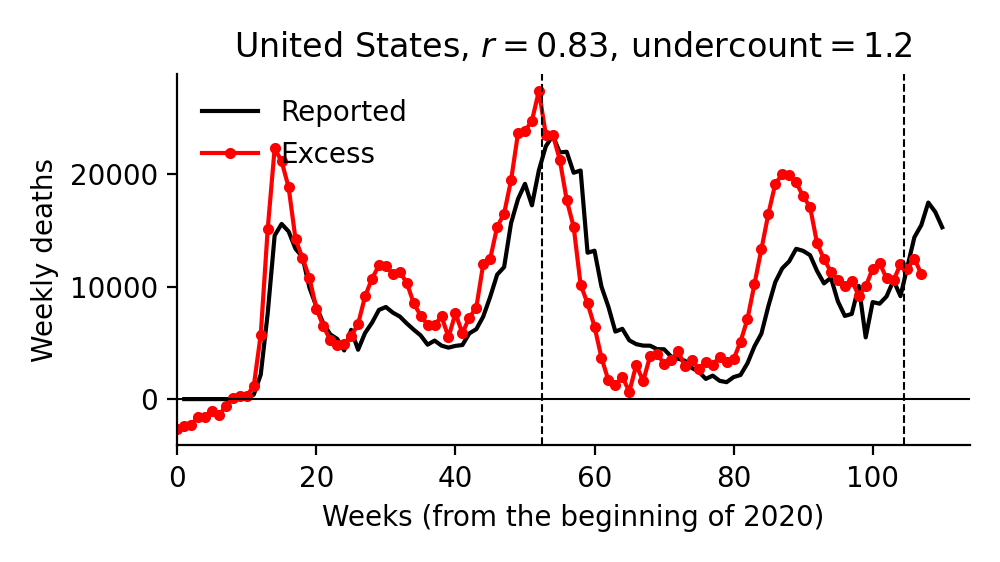 United States, r = 0.83, undercount = 1.2
Reported
Excess
Weekly deaths
20000
10000
0
0 20 40 60 80 100
Weeks (from the beginning of 2020)